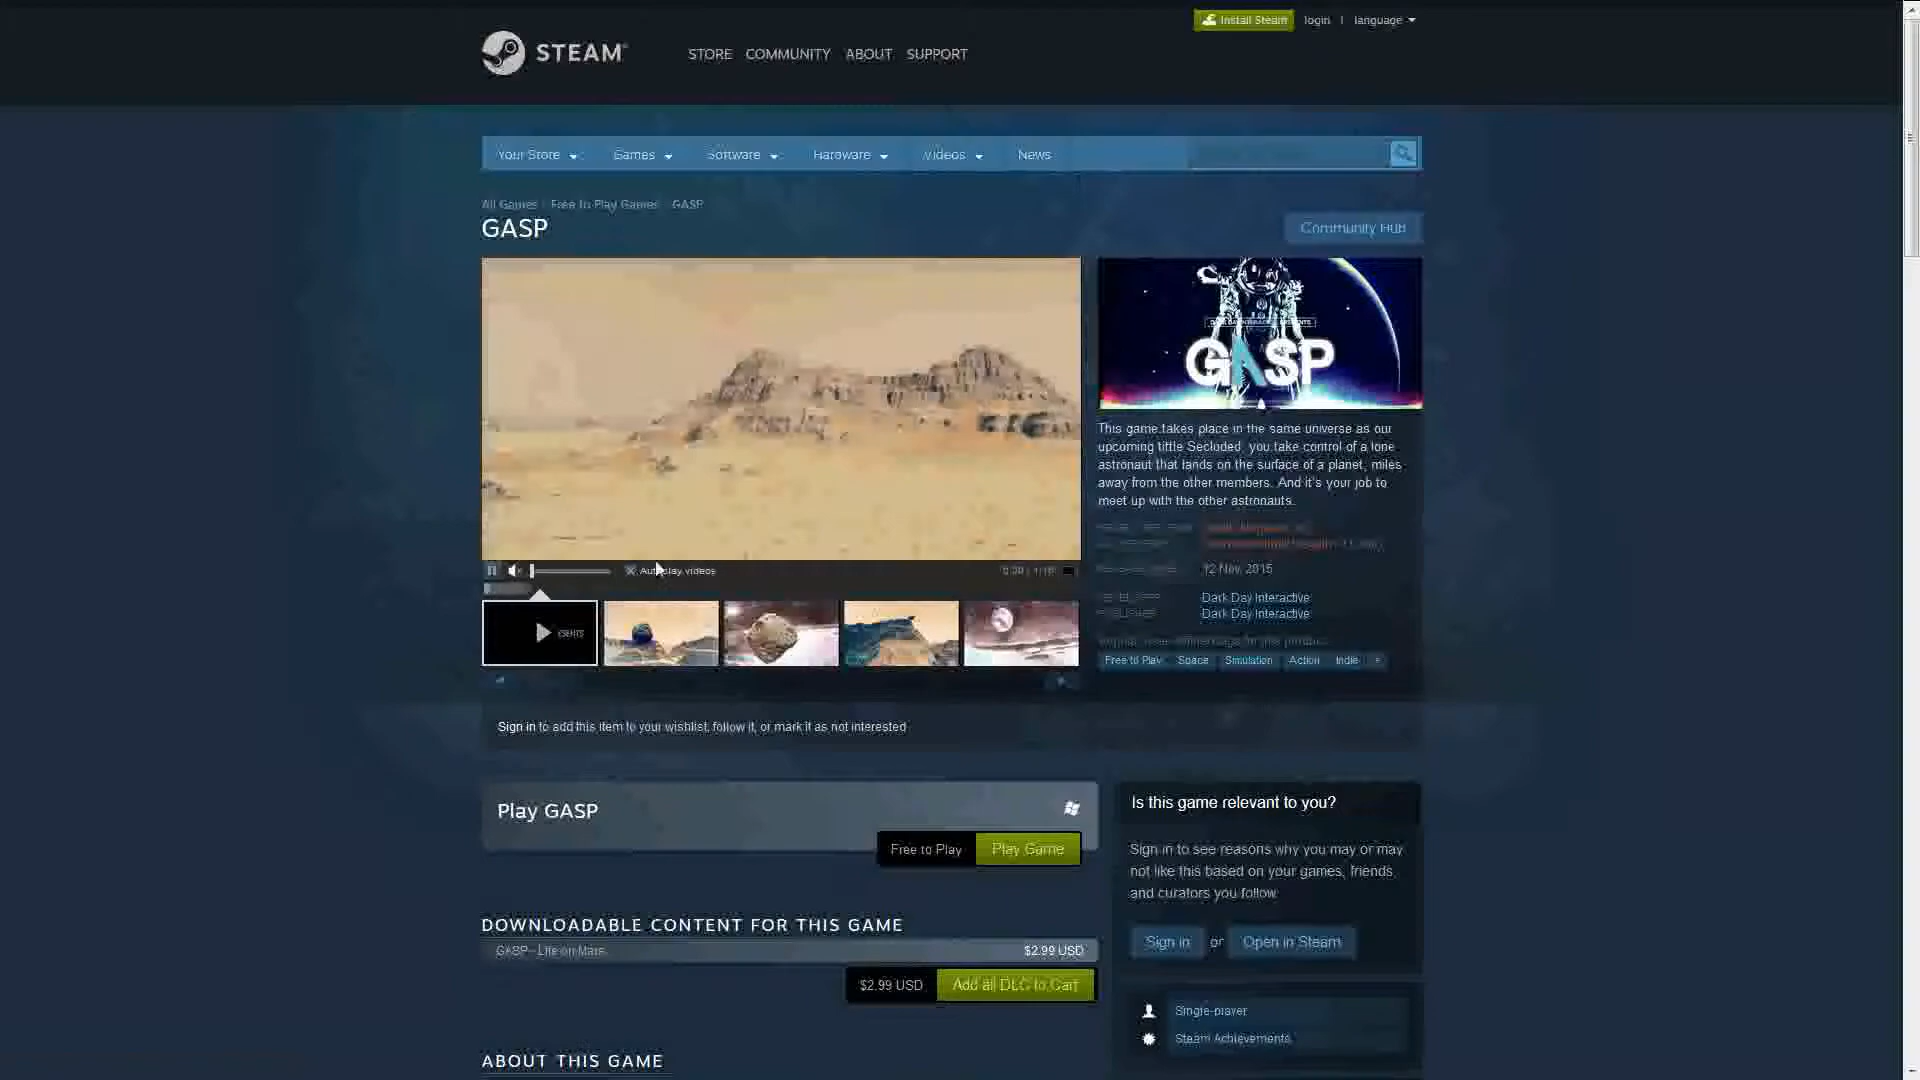 Install Steam login | language
STEAM
STORE COMMUNITY ABOUT SUPPORT
Your Store Games Software Hardware Videos News
All Games Free to Play Games GASP
GASP
Community Hub
GASP
This game takes place in the same universe as our
upcoming tittle Secluded, you take control of a lone
astronaut that lands on the surface of a planet, miles
away from the other members. And it's your job to
meet up with the other astronauts.
12 Nov, 2015
Dark Day Interactive
Dark Day Interactive
Autoplay videos
Free to Play Space Simulation Action Indie +
Sign in to add this item to your wishlist, follow it, or mark it as not interested
Play GASP
Free to Play Play Game
DOWNLOADABLE CONTENT FOR THIS GAME
GASP - Life on Mars $2.99 USD
$2.99 USD Add all DLC to Cart
ABOUT THIS GAME
Is this game relevant to you?
Sign in to see reasons why you may or may
not like this based on your games, friends,
and curators you follow.
Sign in or Open in Steam
Single-player
Steam Achievements